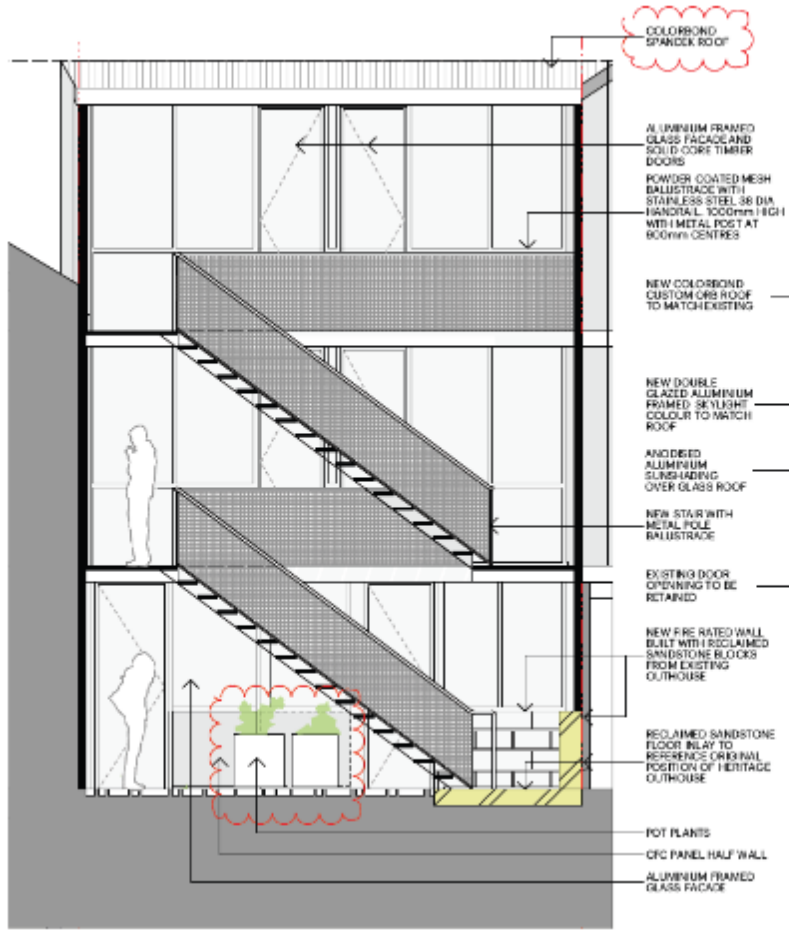 COLORBOND
SPANDEK ROOF
ALUMINIUM FRAMED
GLASS FACADE AND
SOLID CORE TIMBER
DOORS
POWDER COATED MESH
BALUSTRADE WITH
STAINLESS STEEL 38 DIA
HANDRAIL. 1000mm HIGH
WITH METAL POST AT
900mm CENTRES
NEW COLORBOND
CUSTOM ORB ROOF
TO MATCH EXISTING
NEW DOUBLE
GLAZED ALUMINIUM
FRAMED SKYLIGHT
COLOUR TO MATCH
ROOF
ANODISED
ALUMINIUM
SUNSHADING
OVER GLASS ROOF
NEW STAIR WITH
METAL POLE
BALUSTRADE
EXISTING DOOR
OPENNING TO BE
RETAINED
NEW FIRE RATED WALL
BUILT WITH RECLAIMED
SANDSTONE BLOCKS
FROM EXISTING
OUTHOUSE
RECLAIMED SANDSTONE
FLOOR INLAY TO
REFERENCE ORIGINAL
POSITION OF HERITAGE
OUTHOUSE
POT PLANTS
CFC PANEL HALF WALL
ALUMINIUM FRAMED
GLASS FACADE